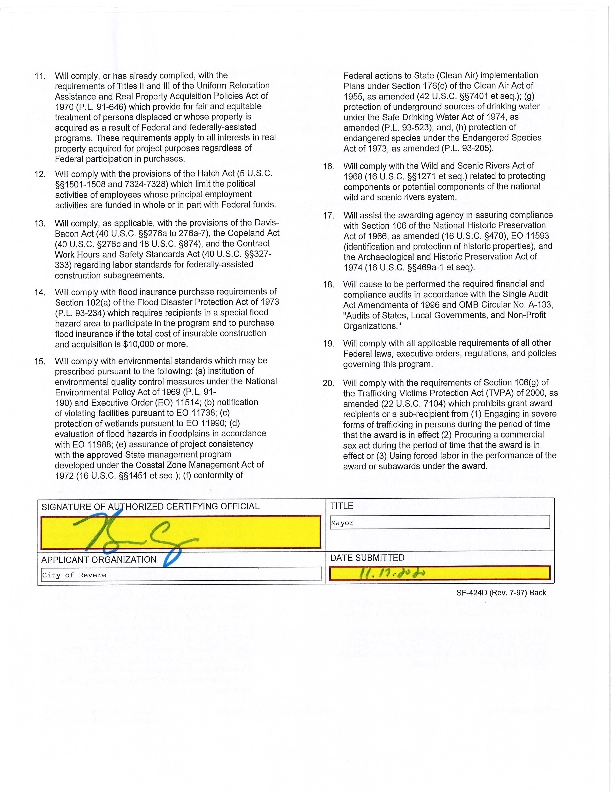 11. Will comply, or has already complied, with the
requirements of Titles II and III of the Uniform Relocation
Assistance and Real Property Acquisition Policies Act of
1970 (P.L. 91-646) which provide for fair and equitable
treatment of persons displaced or whose property is
acquired as a result of Federal and federally-assisted
programs. These requirements apply to all interests in real
property acquired for project purposes regardless of
Federal participation in purchases.
12. Will comply with the provisions of the Hatch Act (5 U.S.C.
§§1501-1508 and 7324-7328) which limit the political
activities of employees whose principal employment
activities are funded in whole or in part with Federal funds.
13. Will comply, as applicable, with the provisions of the Davis-
Bacon Act (40 U.S.C. §§276a to 276a-7), the Copeland Act
(40 U.S.C. §276c and 18 U.S.C. §874), and the Contract
Work Hours and Safety Standards Act (40 U.S.C. §§327-
333) regarding labor standards for federally-assisted
construction subagreements.
14. Will comply with flood insurance purchase requirements of
Section 102(a) of the Flood Disaster Protection Act of 1973
(P.L. 93-234) which requires recipients in a special flood
hazard area to participate in the program and to purchase
flood insurance if the total cost of insurable construction
and acquisition is $10,000 or more.
15. Will comply with environmental standards which may be
prescribed pursuant to the following: (a) institution of
environmental quality control measures under the National
Environmental Policy Act of 1969 (P.L. 91-
190) and Executive Order (EO) 11514; (b) notification
of violating facilities pursuant to EO 11738; (c)
protection of wetlands pursuant to EO 11990; (d)
evaluation of flood hazards in floodplains in accordance
with EO 11988; (e) assurance of project consistency
with the approved State management program
developed under the Coastal Zone Management Act of
1972 (16 U.S.C. §§1451 et seq.); (f) conformity of
Federal actions to State (Clean Air) Implementation
Plans under Section 176(c) of the Clean Air Act of
1955, as amended (42 U.S.C. §§7401 et seq.); (g)
protection of underground sources of drinking water
under the Safe Drinking Water Act of 1974, as
amended (P.L. 93-523); and, (h) protection of
endangered species under the Endangered Species
Act of 1973, as amended (P.L. 93-205).
16. Will comply with the Wild and Scenic Rivers Act of
1968 (16 U.S.C. §§1271 et seq.) related to protecting
components or potential components of the national
wild and scenic rivers system.
17. Will assist the awarding agency in assuring compliance
with Section 106 of the National Historic Preservation
Act of 1966, as amended (16 U.S.C. §470), EO 11593
(identification and protection of historic properties), and
the Archaeological and Historic Preservation Act of
1974 (16 U.S.C. §§469a-1 et seq).
18. Will cause to be performed the required financial and
compliance audits in accordance with the Single Audit
Act Amendments of 1996 and OMB Circular No. A-133,
"Audits of States, Local Governments, and Non-Profit
Organizations."
19. Will comply with all applicable requirements of all other
Federal laws, executive orders, regulations, and policies
governing this program.
20. Will comply with the requirements of Section 106(g) of
the Trafficking Victims Protection Act (TVPA) of 2000, as
amended (22 U.S.C. 7104) which prohibits grant award
recipients or a sub-recipient from (1) Engaging in severe
forms of trafficking in persons during the period of time
that the award is in effect (2) Procuring a commercial
sex act during the period of time that the award is in
effect or (3) Using forced labor in the performance of the
award or subawards under the award.
SIGNATURE OF AUTHORIZED CERTIFYING OFFICIAL
TITLE
Mayor
APPLICANT ORGANIZATION
City of Revere
DATE SUBMITTED
11.17.2020
SF-424D (Rev. 7-97) Back